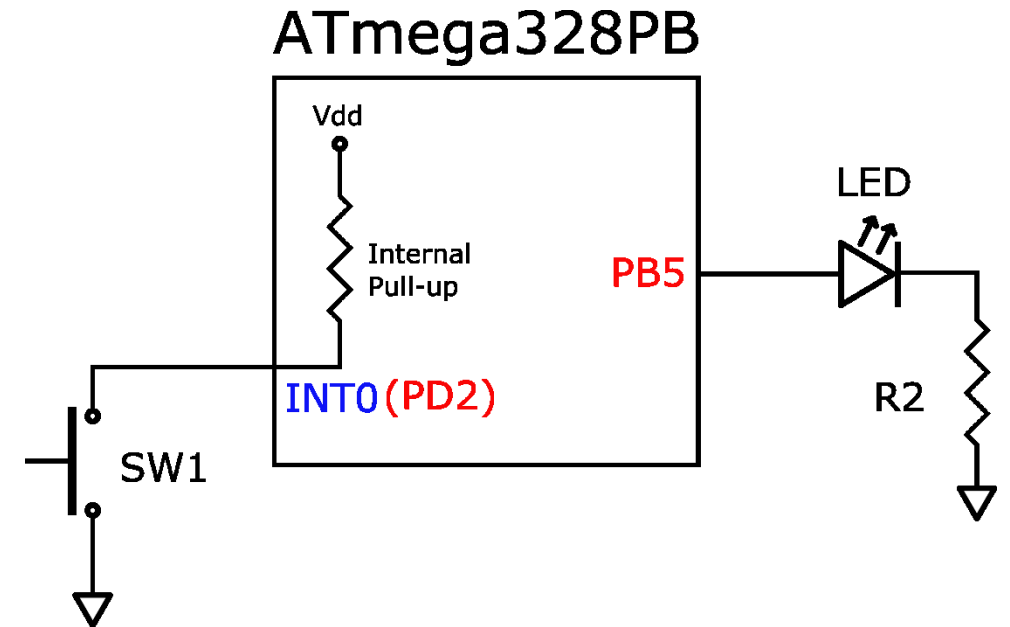 ATmega328PB
Vdd
Internal
Pull-up
LED
PB5
INT0(PD2)
R2
SW1